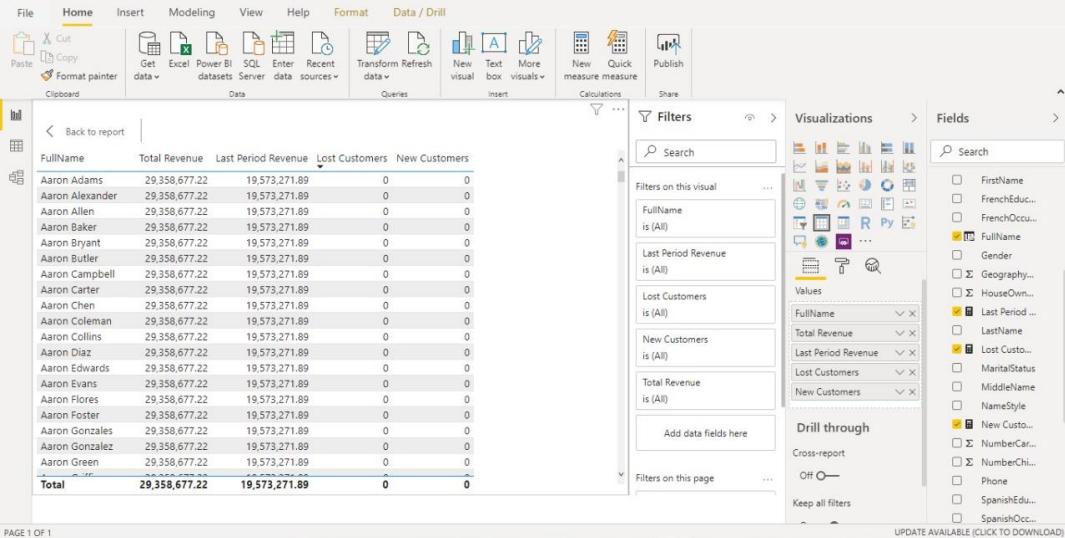 File Home Insert Modeling View Help Format Data / Drill
Paste
Cut
Copy
Format painter
Clipboard
Get data
Excel
Power BI datasets
SQL Server
Enter data
Recent sources
Data
Transform data
Refresh
Queries
New visual
Text box
More visuals
Insert
New measure
Quick measure
Calculations
Publish
Share
Back to report
FullName Total Revenue Last Period Revenue Lost Customers New Customers
Aaron Adams 29,358,677.22 19,573,271.89 0 0
Aaron Alexander 29,358,677.22 19,573,271.89 0 0
Aaron Allen 29,358,677.22 19,573,271.89 0 0
Aaron Baker 29,358,677.22 19,573,271.89 0 0
Aaron Bryant 29,358,677.22 19,573,271.89 0 0
Aaron Butler 29,358,677.22 19,573,271.89 0 0
Aaron Campbell 29,358,677.22 19,573,271.89 0 0
Aaron Carter 29,358,677.22 19,573,271.89 0 0
Aaron Chen 29,358,677.22 19,573,271.89 0 0
Aaron Coleman 29,358,677.22 19,573,271.89 0 0
Aaron Collins 29,358,677.22 19,573,271.89 0 0
Aaron Diaz 29,358,677.22 19,573,271.89 0 0
Aaron Edwards 29,358,677.22 19,573,271.89 0 0
Aaron Evans 29,358,677.22 19,573,271.89 0 0
Aaron Flores 29,358,677.22 19,573,271.89 0 0
Aaron Foster 29,358,677.22 19,573,271.89 0 0
Aaron Gonzales 29,358,677.22 19,573,271.89 0 0
Aaron Gonzalez 29,358,677.22 19,573,271.89 0 0
Aaron Green 29,358,677.22 19,573,271.89 0 0
Total 29,358,677.22 19,573,271.89 0 0
Filters
Search
Filters on this visual
FullName
is (All)
Last Period Revenue
is (All)
Lost Customers
is (All)
New Customers
is (All)
Total Revenue
is (All)
Add data fields here
Filters on this page
Visualizations
R Py
Values
FullName
Total Revenue
Last Period Revenue
Lost Customers
New Customers
Drill through
Cross-report
Off
Keep all filters
Fields
Search
FirstName
FrenchEduc...
FrenchOccu...
FullName
Gender
Σ Geography...
Σ HouseOwn...
Last Period ...
LastName
Lost Custo...
MaritalStatus
MiddleName
NameStyle
New Custo...
Σ NumberCar...
Σ NumberChi...
Phone
SpanishEdu...
SpanishOcc...
PAGE 1 OF 1
UPDATE AVAILABLE (CLICK TO DOWNLOAD)